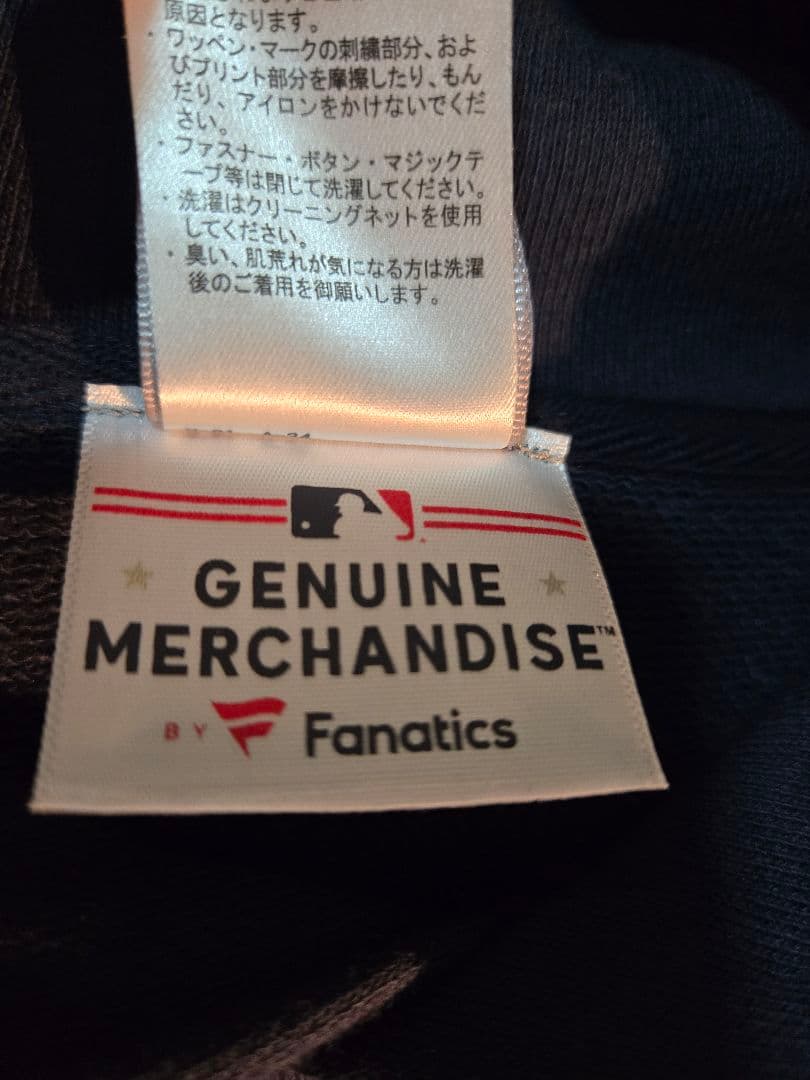 原因となります。
・ワッペン・マークの刺繍部分、およ
びプリント部分を摩擦したり、もん
だり、アイロンをかけないでくだ
さい。
・ファスナー・ボタン・マジックテ
ープ等は閉じて洗濯してください。
・洗濯はクリーニングネットを使用
してください。
・臭い、肌荒れが気になる方は洗濯
後のご着用を御願いします。
GENUINE
MERCHANDISE™
BY Fanatics